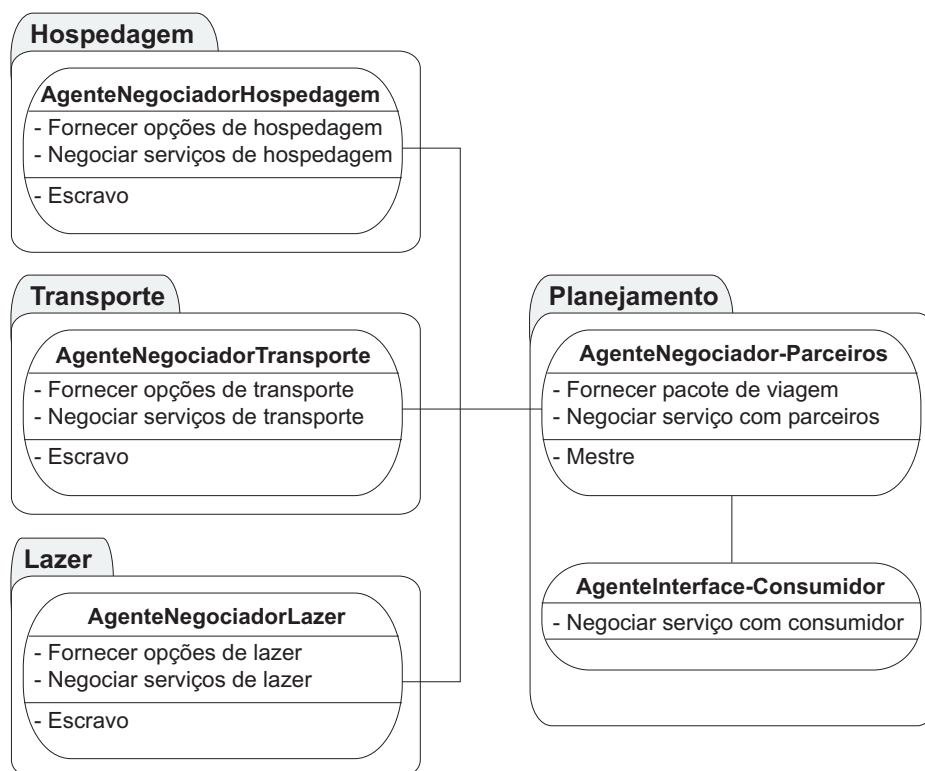 Hospedagem
AgenteNegociadorHospedagem
- Fornecer opções de hospedagem
- Negociar serviços de hospedagem
- Escravo
Transporte
AgenteNegociadorTransporte
- Fornecer opções de transporte
- Negociar serviços de transporte
- Escravo
Lazer
AgenteNegociadorLazer
- Fornecer opções de lazer
- Negociar serviços de lazer
- Escravo
Planejamento
AgenteNegociador-Parceiros
- Fornecer pacote de viagem
- Negociar serviço com parceiros
- Mestre
AgenteInterface-Consumidor
- Negociar serviço com consumidor